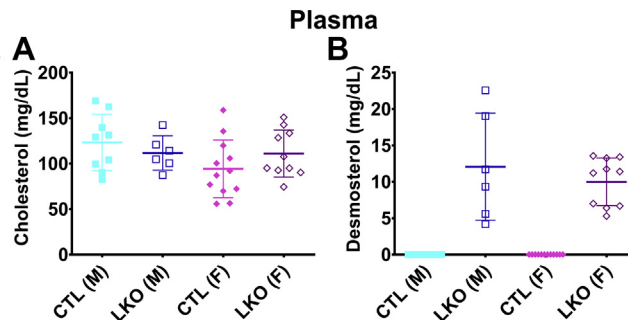 Plasma
A
Cholesterol (mg/dL)
200
150
100
50
0
CTL (M)
LKO (M)
CTL (F)
LKO (F)
B
Desmosterol (mg/dL)
25
20
15
10
5
0
CTL (M)
LKO (M)
CTL (F)
LKO (F)